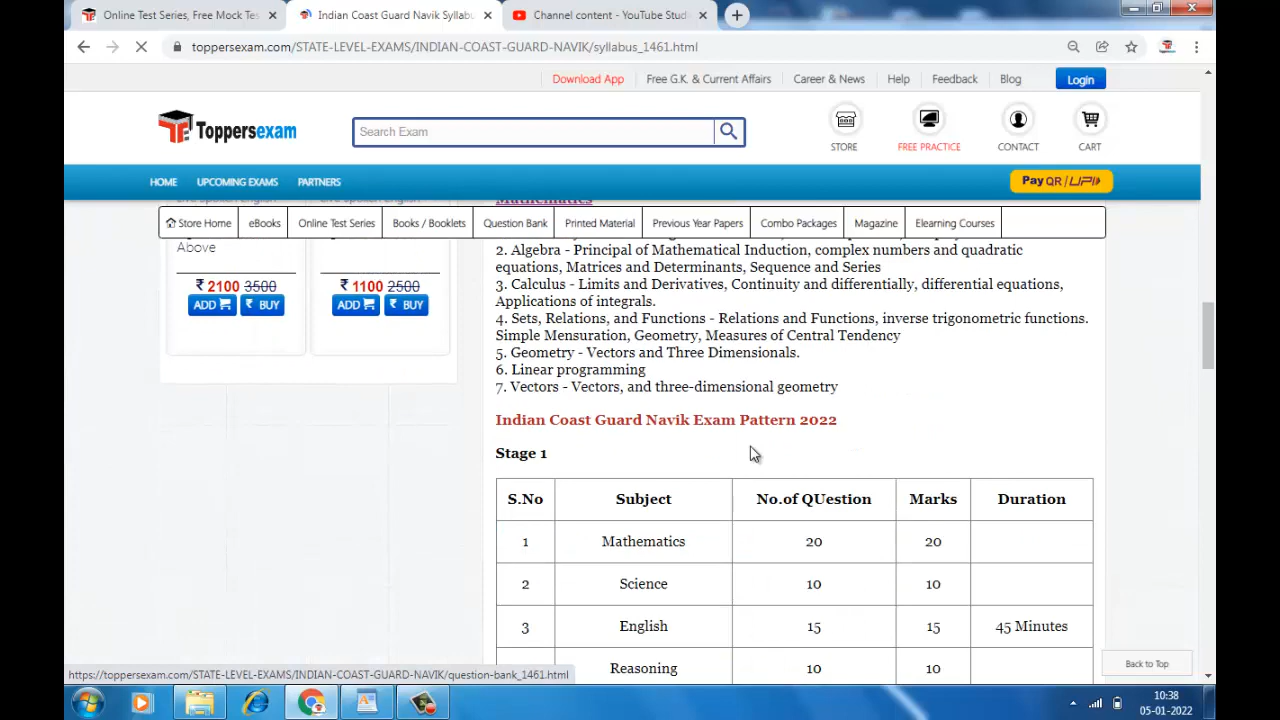 Online Test Series, Free Mock Tes
Indian Coast Guard Navik Syllabu
Channel content - YouTube Studi
toppersexam.com/STATE-LEVEL-EXAMS/INDIAN-COAST-GUARD-NAVIK/syllabus_1461.html
Download App
Free G.K. & Current Affairs
Career & News
Help
Feedback
Blog
Login
Toppersexam
Search Exam
STORE
FREE PRACTICE
CONTACT
CART
HOME
UPCOMING EXAMS
PARTNERS
Pay QR / UPI
Store Home
eBooks
Online Test Series
Books / Booklets
Question Bank
Printed Material
Previous Year Papers
Combo Packages
Magazine
Elearning Courses
Above
₹ 2100 3500
ADD
₹ BUY
₹ 1100 2500
ADD
₹ BUY
Mathematics
2. Algebra - Principal of Mathematical Induction, complex numbers and quadratic
equations, Matrices and Determinants, Sequence and Series
3. Calculus - Limits and Derivatives, Continuity and differentially, differential equations,
Applications of integrals.
4. Sets, Relations, and Functions - Relations and Functions, inverse trigonometric functions.
Simple Mensuration, Geometry, Measures of Central Tendency
5. Geometry - Vectors and Three Dimensionals.
6. Linear programming
7. Vectors - Vectors, and three-dimensional geometry
Indian Coast Guard Navik Exam Pattern 2022
Stage 1
S.No Subject No.of QUestion Marks Duration
1 Mathematics 20 20
2 Science 10 10
3 English 15 15 45 Minutes
Reasoning 10 10
Back to Top
https://toppersexam.com/STATE-LEVEL-EXAMS/INDIAN-COAST-GUARD-NAVIK/question-bank_1461.html
10:38
05-01-2022